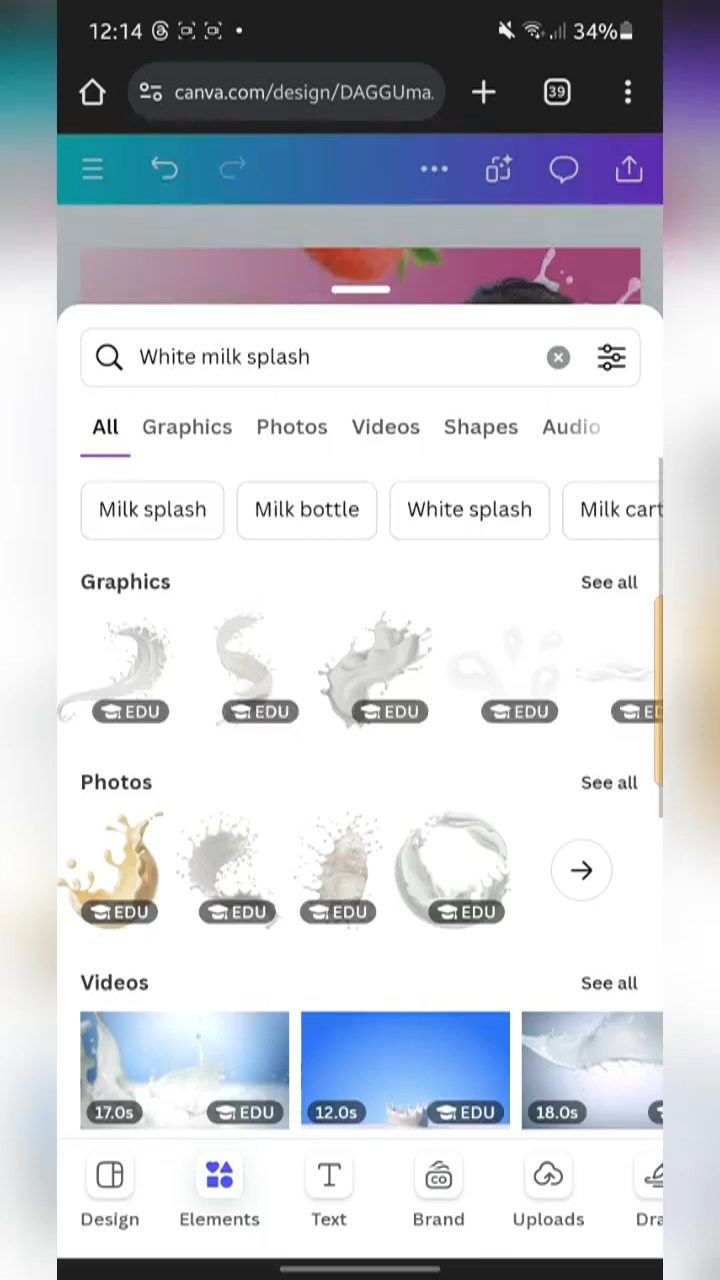 12:14
34%
canva.com/design/DAGGUma.
39
White milk splash
All Graphics Photos Videos Shapes Audio
Milk splash Milk bottle White splash Milk cart
Graphics See all
EDU EDU EDU EDU ED
Photos See all
EDU EDU EDU EDU
Videos See all
17.0s EDU 12.0s EDU 18.0s
CO
Design Elements Text Brand Uploads Dra